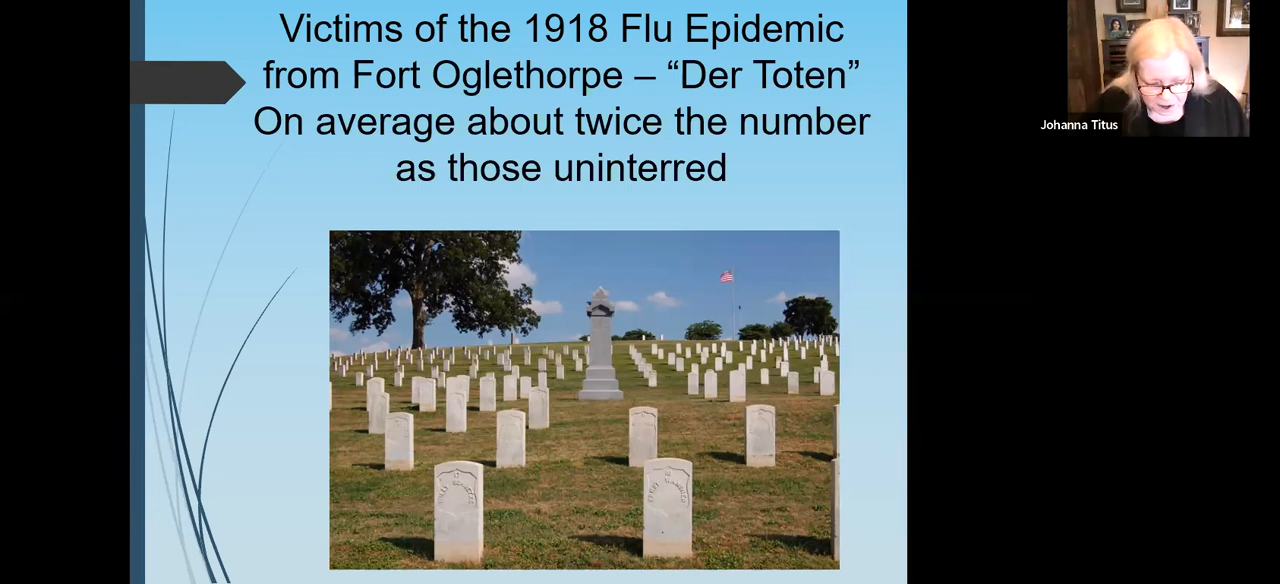 Victims of the 1918 Flu Epidemic
from Fort Oglethorpe – “Der Toten”
On average about twice the number
as those uninterred
Johanna Titus